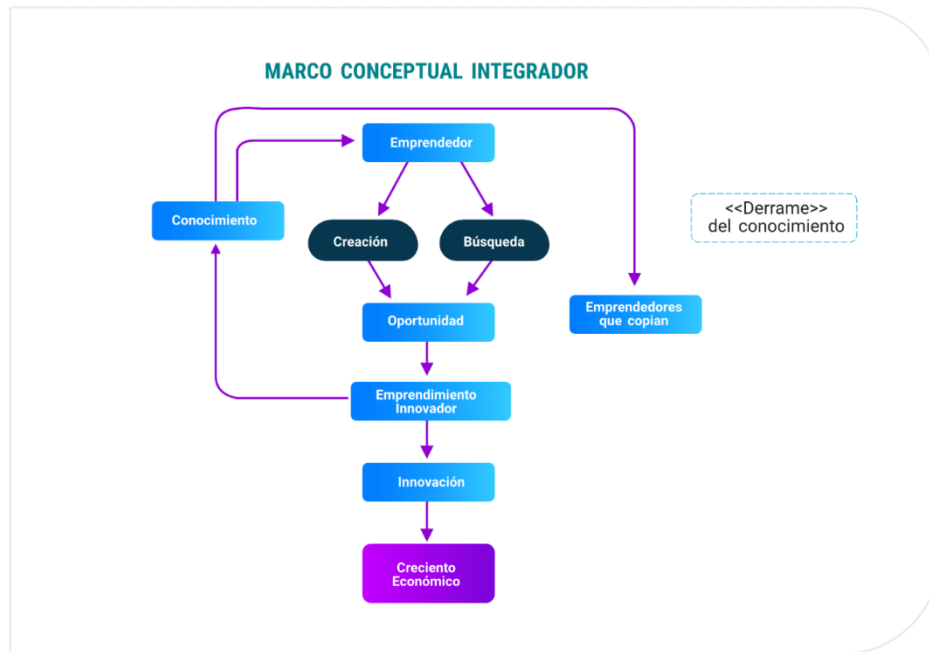 MARCO CONCEPTUAL INTEGRADOR
Emprendedor
Conocimiento
<<Derrame>>
del conocimiento
Creación
Búsqueda
Oportunidad
Emprendedores
que copian
Emprendimiento
Innovador
Innovación
Creciento
Económico